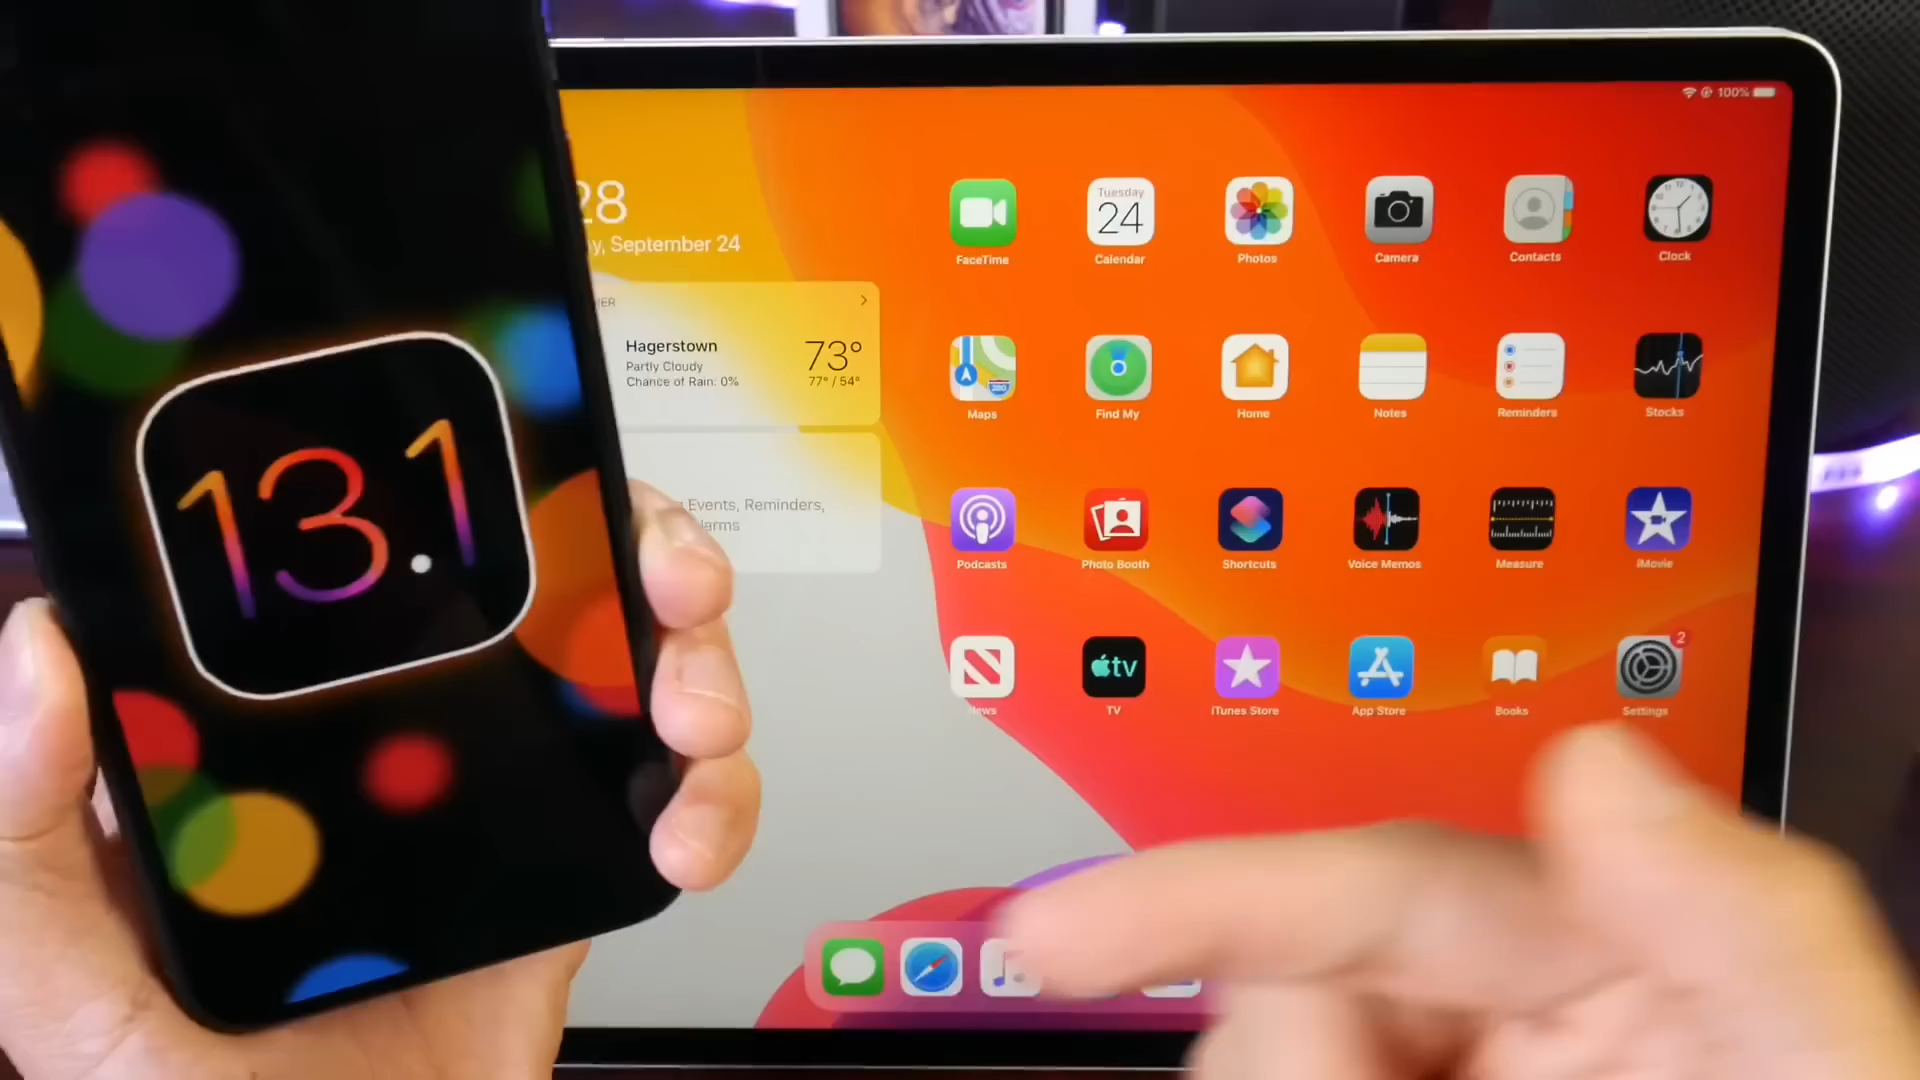 100%
28
September 24
Hagerstown
Partly Cloudy
Chance of Rain: 0%
73°
77° / 54°
Events, Reminders,
13.1
Tuesday
24
FaceTime
Calendar
Photos
Camera
Contacts
Clock
280
Maps
Find My
Home
Notes
Reminders
Stocks
Podcasts
Photo Booth
Shortcuts
Voice Memos
Measure
iMovie
tv
2
TV
iTunes Store
App Store
Books
Settings